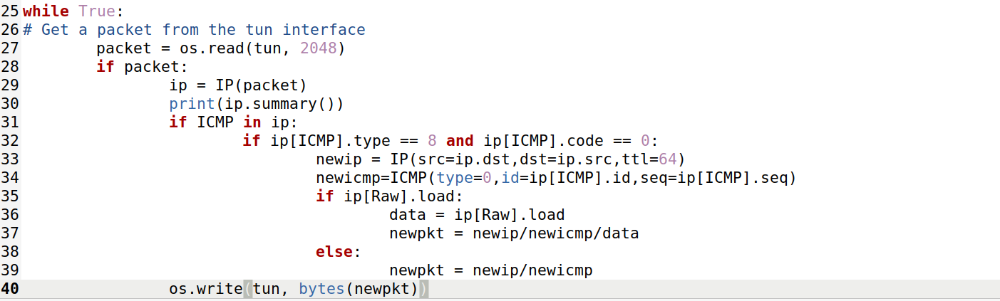 25 while True:
26 # Get a packet from the tun interface
27         packet = os.read(tun, 2048)
28         if packet:
29                 ip = IP(packet)
30                 print(ip.summary())
31                 if ICMP in ip:
32                         if ip[ICMP].type == 8 and ip[ICMP].code == 0:
33                                 newip = IP(src=ip.dst,dst=ip.src,ttl=64)
34                                 newicmp=ICMP(type=0,id=ip[ICMP].id,seq=ip[ICMP].seq)
35                                 if ip[Raw].load:
36                                         data = ip[Raw].load
37                                         newpkt = newip/newicmp/data
38                                 else:
39                                         newpkt = newip/newicmp
40                 os.write(tun, bytes(newpkt))